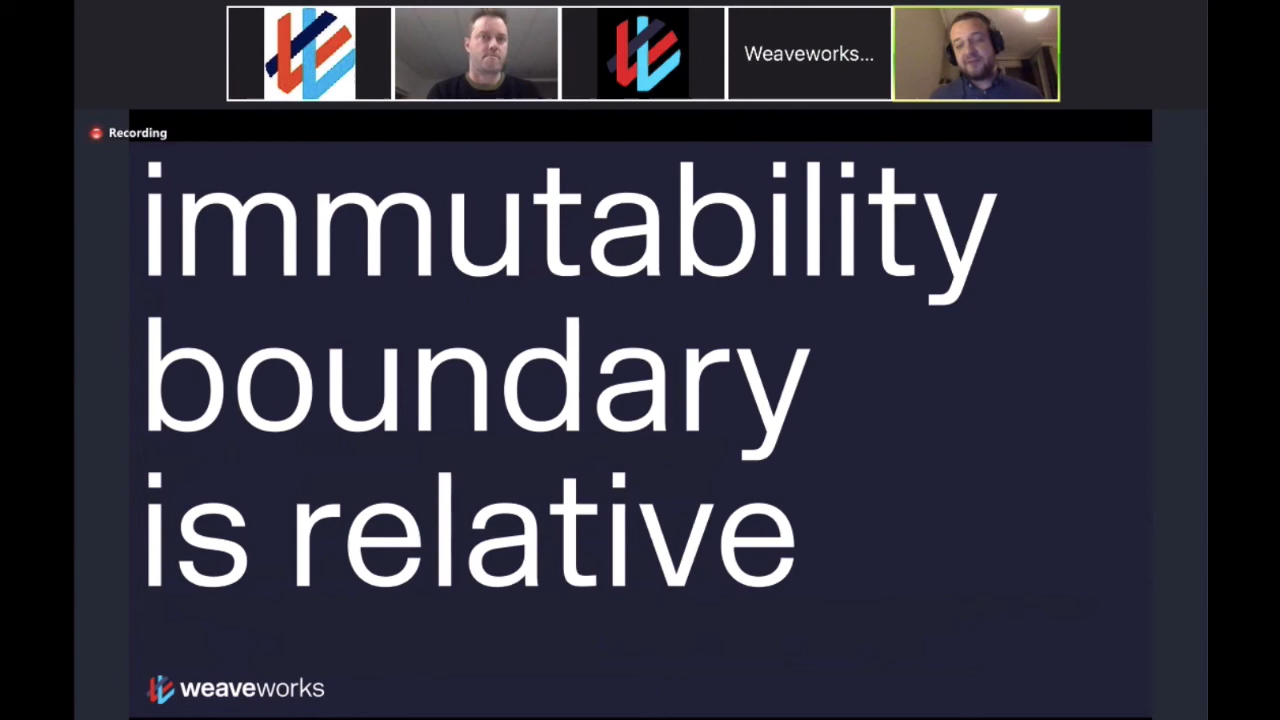 Weaveworks...
Recording
immutability
boundary
is relative
weaveworks